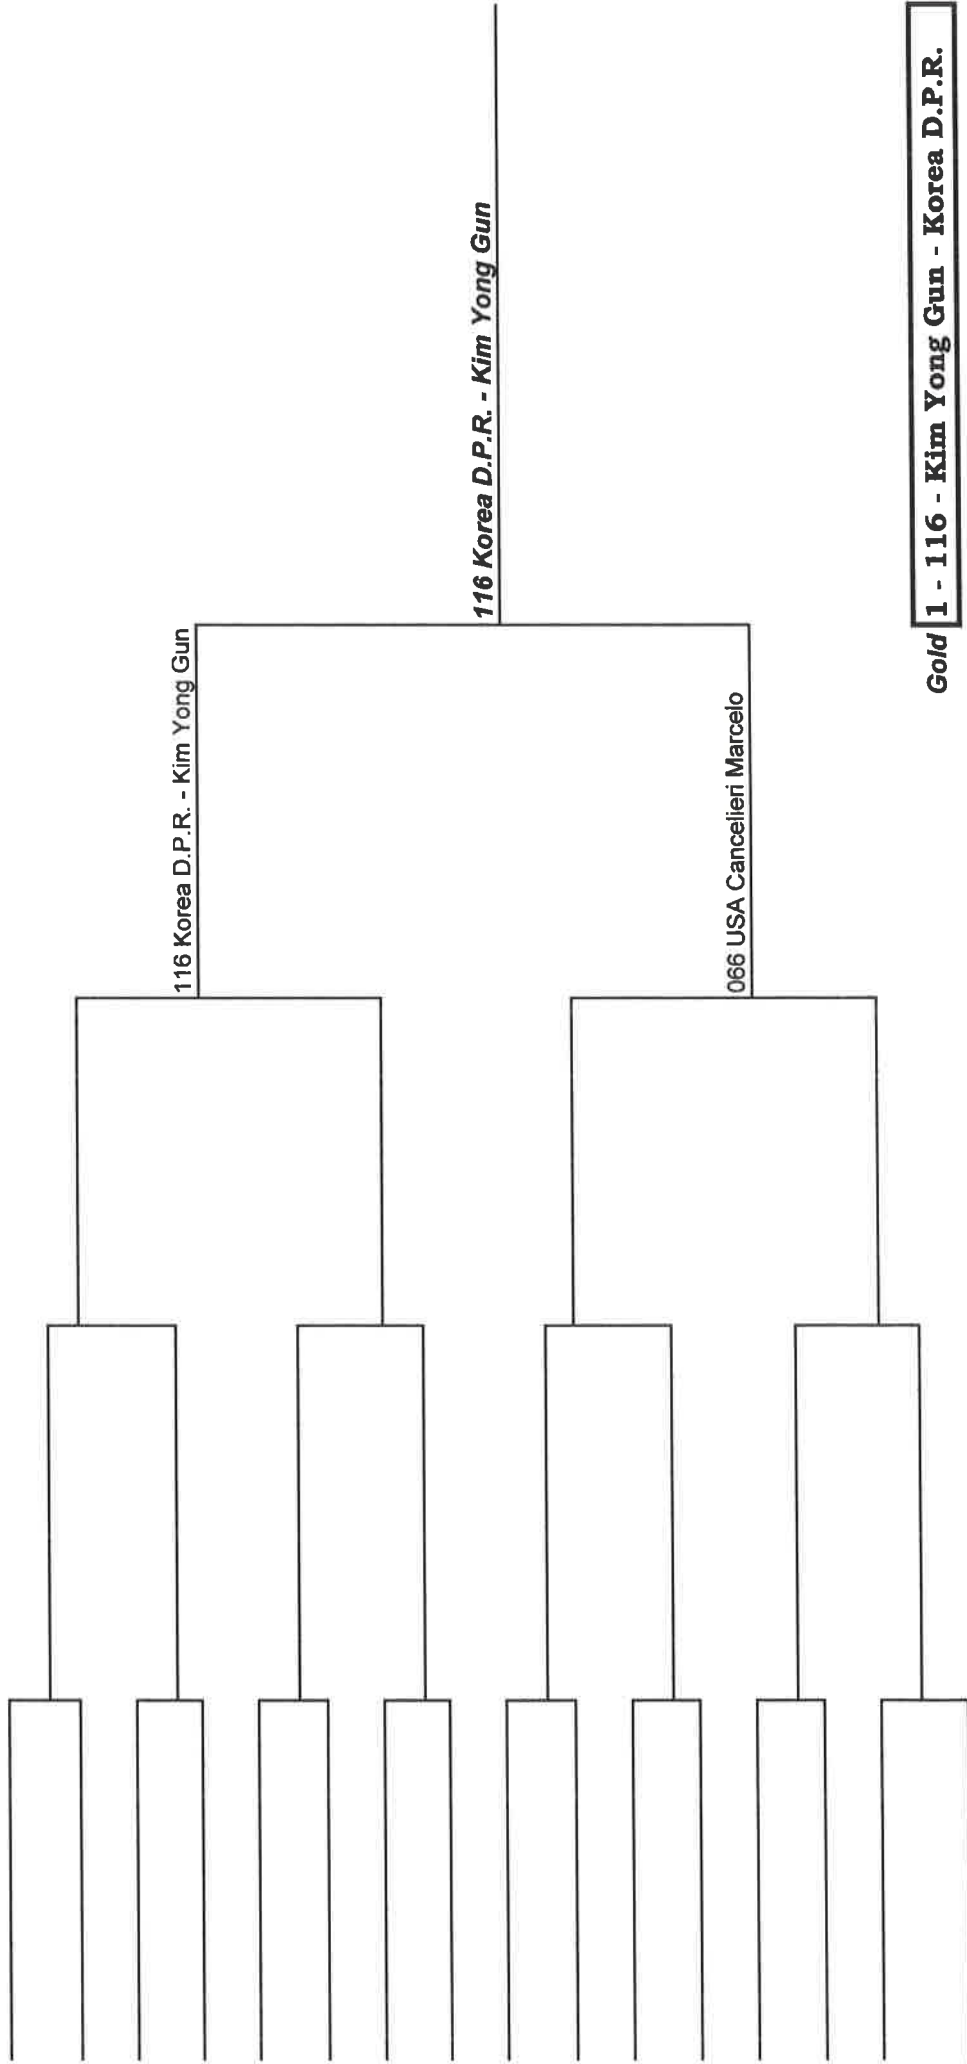 116 Korea D.P.R. - Kim Yong Gun
116 Korea D.P.R. - Kim Yong Gun
066 USA Cancelieri Marcelo
Gold 1 - 116 - Kim Yong Gun - Korea D.P.R.